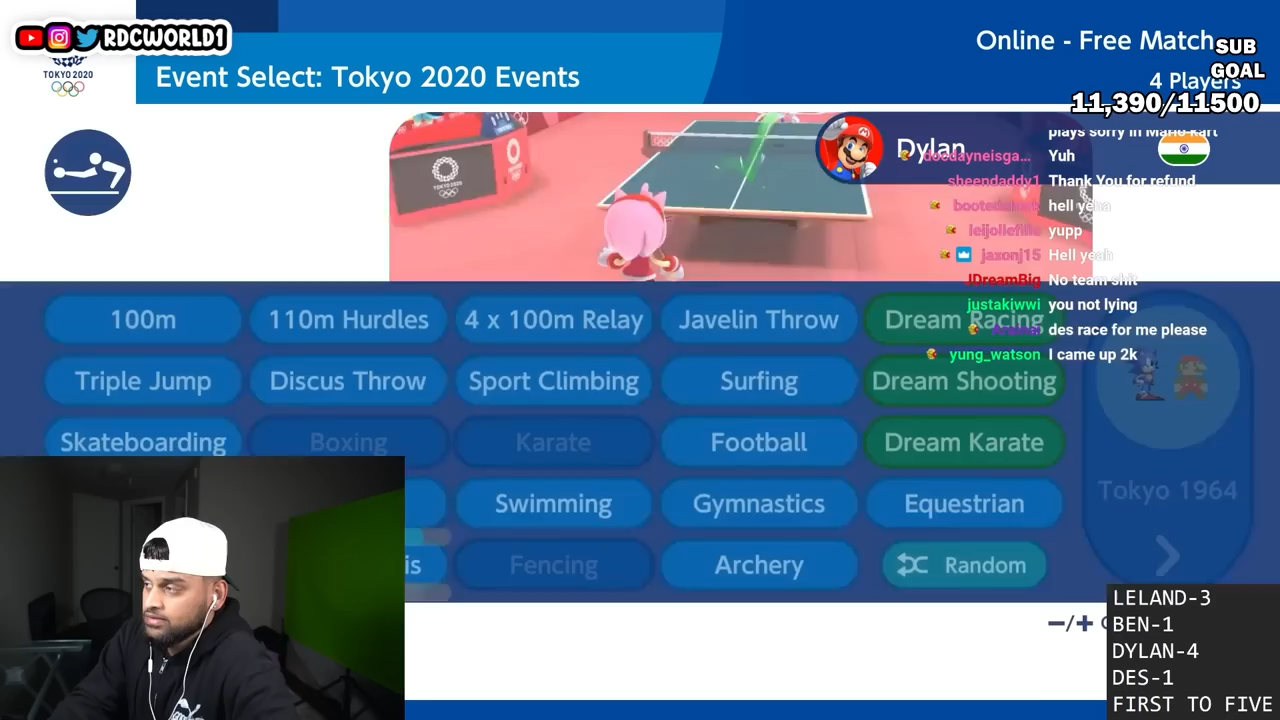 RDCWORLD1
TOKYO 2020
Event Select: Tokyo 2020 Events
Online - Free Match
4 Players
SUB
GOAL
11,390/11500
TOKYO 2020
Dylan
plays sorry in Mario kart
Yuh
sheendaddy1 Thank You for refund
hell yeha
yupp
jaxonj15 Hell yeah
JDreamBig No team shit
justakiwwi you not lying
des race for me please
yung_watson I came up 2k
100m
110m Hurdles
4 x 100m Relay
Javelin Throw
Dream Racing
Triple Jump
Discus Throw
Sport Climbing
Surfing
Dream Shooting
Skateboarding
Boxing
Karate
Football
Dream Karate
Swimming
Gymnastics
Equestrian
is
Fencing
Archery
Random
Tokyo 1964
−/+
LELAND-3
BEN-1
DYLAN-4
DES-1
FIRST TO FIVE